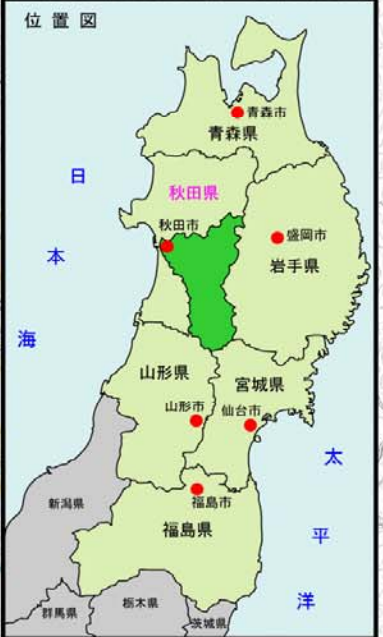 位置図
青森市
青森県
日本海
秋田県
秋田市
盛岡市
岩手県
山形県
宮城県
山形市
仙台市
太平洋
新潟県
福島市
福島県
群馬県
栃木県
茨城県